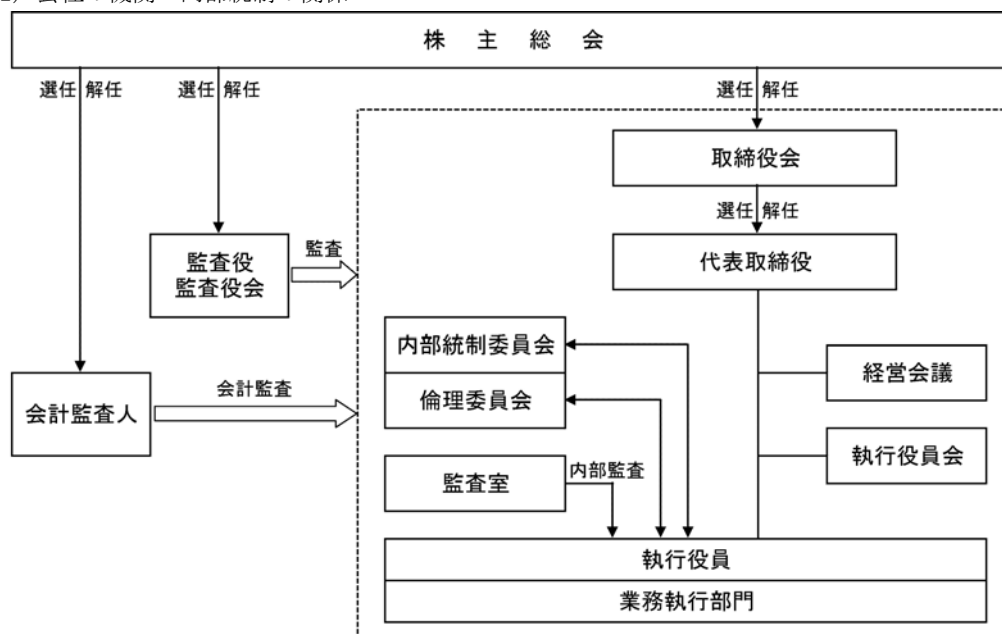 株主総会
選任 解任
選任 解任
選任 解任
取締役会
選任 解任
代表取締役
監査役
監査役会
監査
内部統制委員会
倫理委員会
経営会議
会計監査人
会計監査
執行役員会
監査室
内部監査
執行役員
業務執行部門